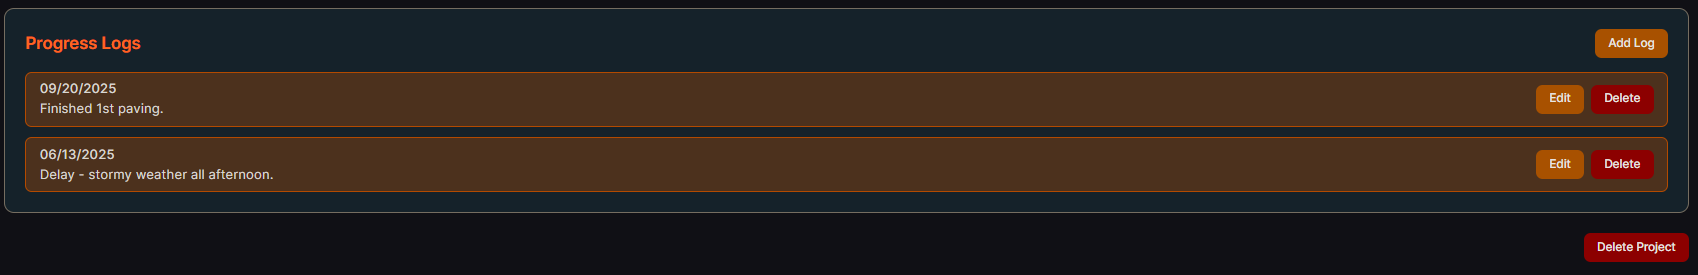 Progress Logs
Add Log
09/20/2025
Finished 1st paving.
Edit
Delete
06/13/2025
Delay - stormy weather all afternoon.
Edit
Delete
Delete Project